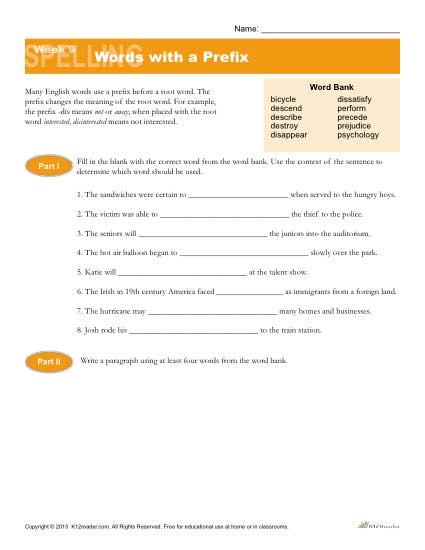 Name: ____________________
Week 9
SPELLING
Words with a Prefix
Many English words use a prefix before a root word. The
prefix changes the meaning of the root word. For example,
the prefix -dis means not or away; when placed with the root
word interested, disinterested means not interested.
Word Bank
bicycle dissatisfy
descend perform
describe precede
destroy prejudice
disappear psychology
Part I
Fill in the blank with the correct word from the word bank. Use the context of the sentence to
determine which word should be used.
1. The sandwiches were certain to ____________________ when served to the hungry boys.
2. The victim was able to ____________________ the thief to the police.
3. The seniors will ____________________ the juniors into the auditorium.
4. The hot air balloon began to ____________________ slowly over the park.
5. Katie will ____________________ at the talent show.
6. The Irish in 19th century America faced ____________________ as immigrants from a foreign land.
7. The hurricane may ____________________ many homes and businesses.
8. Josh rode his ____________________ to the train station.
Part II
Write a paragraph using at least four words from the word bank.
Copyright © 2015 K12reader.com. All Rights Reserved. Free for educational use at home or in classrooms.
K12Reader